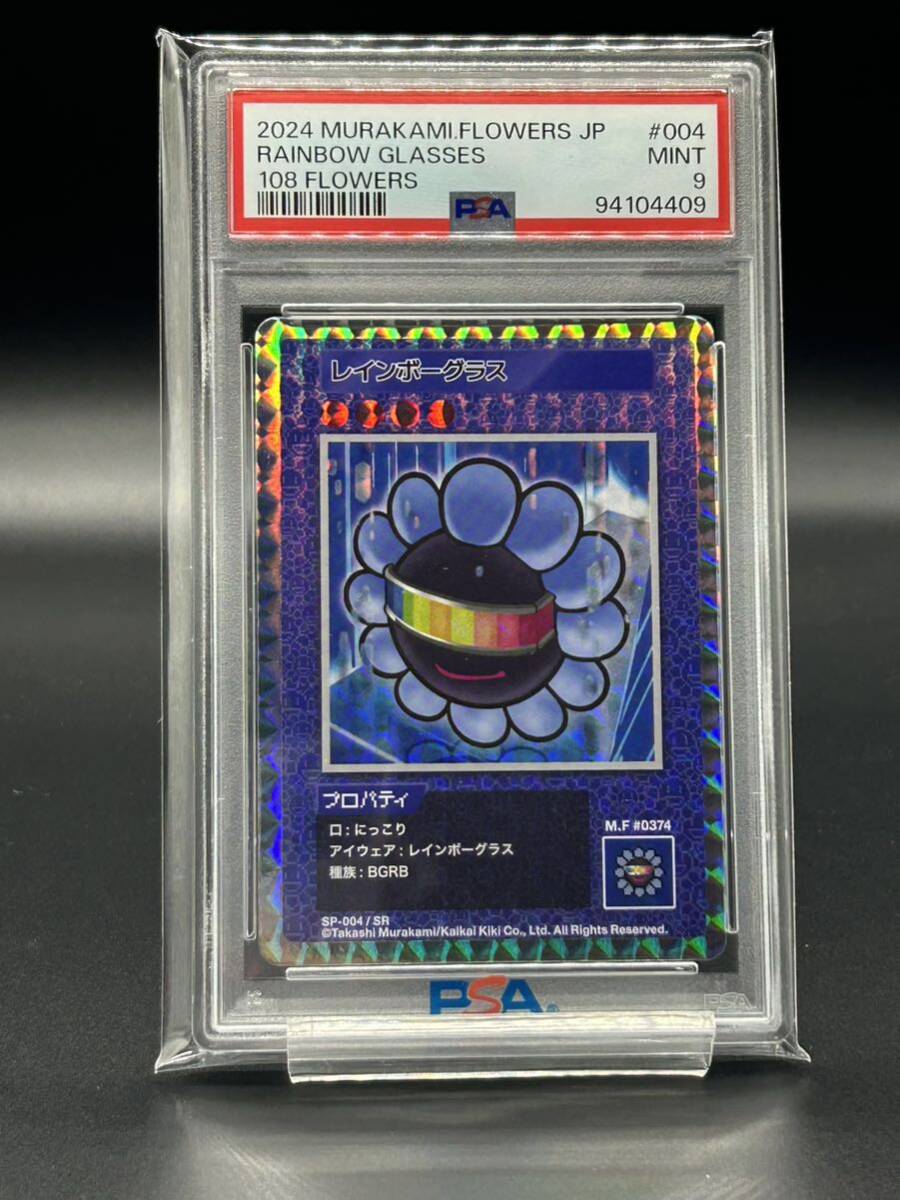 2024 MURAKAMI.FLOWERS JP #004
RAINBOW GLASSES MINT
108 FLOWERS 9
PSA 94104409
レインボーグラス
プロパティ
口:にっこり
アイウェア:レインボーグラス
種族:BGRB
M.F #0374
SP-004 / SR
©Takashi Murakami/Kaikai Kiki Co., Ltd. All Rights Reserved.
PSA®
PSA